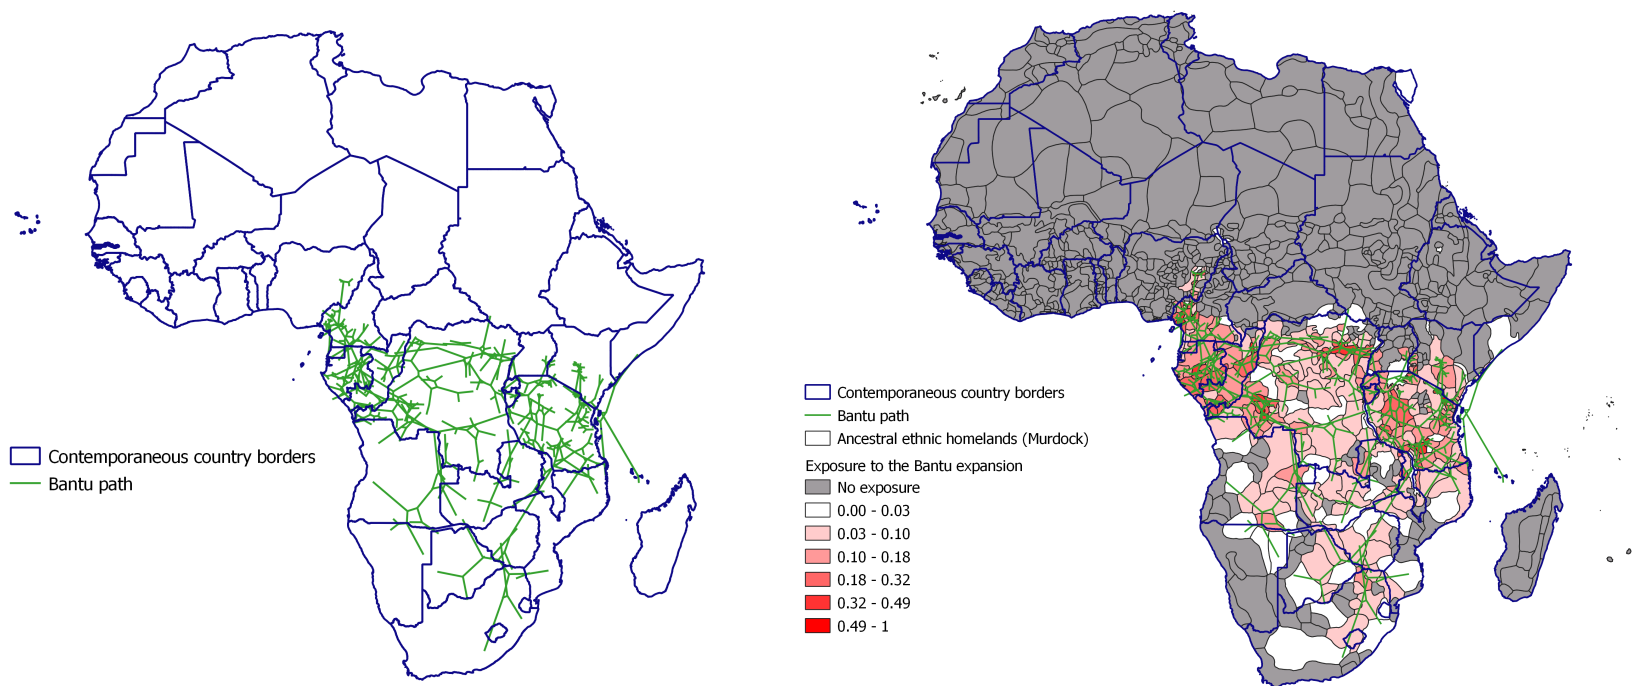 Contemporaneous country borders
Bantu path
Contemporaneous country borders
Bantu path
Ancestral ethnic homelands (Murdock)
Exposure to the Bantu expansion
No exposure
0.00 - 0.03
0.03 - 0.10
0.10 - 0.18
0.18 - 0.32
0.32 - 0.49
0.49 - 1